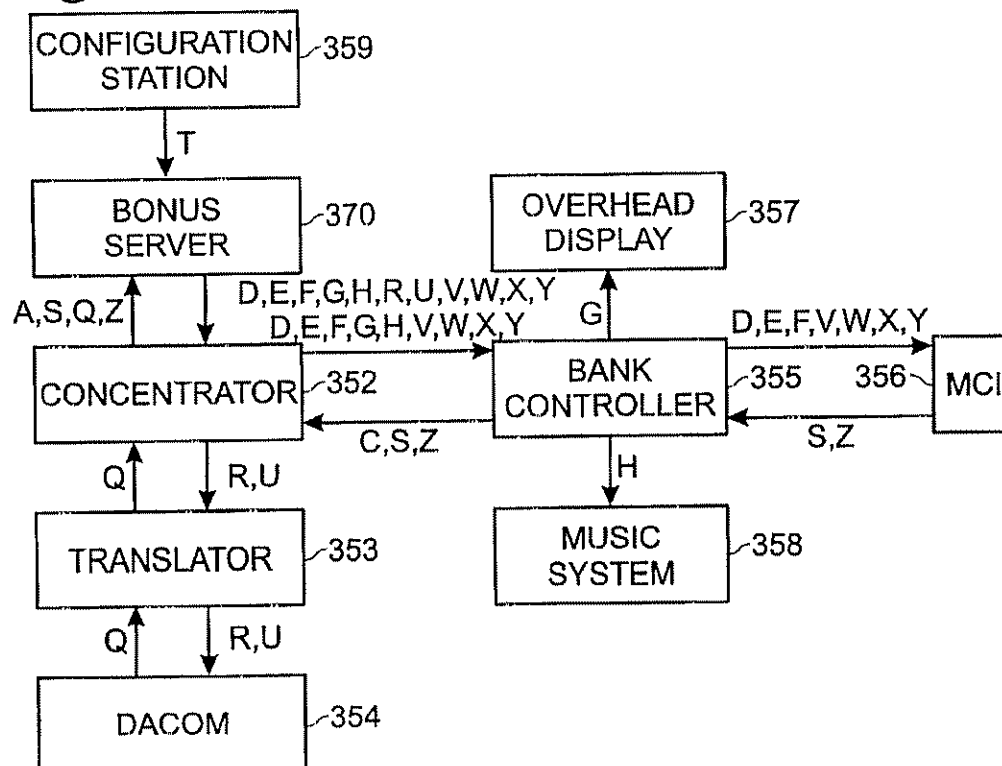 CONFIGURATION
STATION
359
T
BONUS
SERVER
370
OVERHEAD
DISPLAY
357
A,S,Q,Z
D,E,F,G,H,R,U,V,W,X,Y
D,E,F,G,H,V,W,X,Y
G
D,E,F,V,W,X,Y
CONCENTRATOR
352
BANK
CONTROLLER
355
356
MCI
C,S,Z
S,Z
Q
R,U
H
TRANSLATOR
353
MUSIC
SYSTEM
358
Q
R,U
DACOM
354